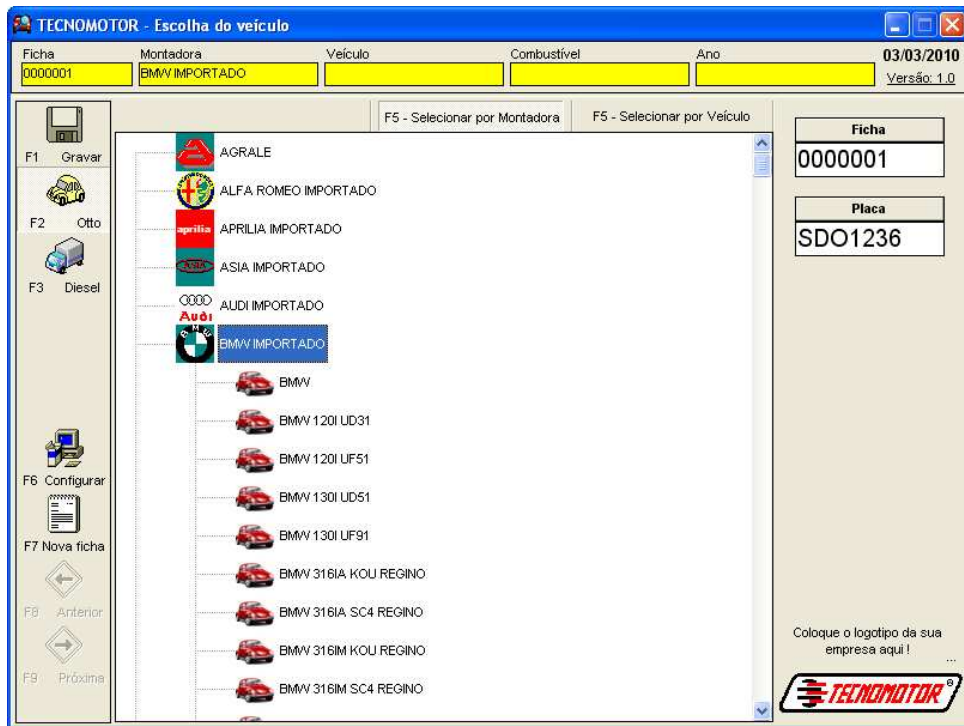 TECNOMOTOR - Escolha do veículo
Ficha Montadora Veículo Combustível Ano 03/03/2010
0000001 BMW IMPORTADO Versão: 1.0
F5 - Selecionar por Montadora F5 - Selecionar por Veículo
F1 Gravar
F2 Otto
F3 Diesel
F6 Configurar
F7 Nova ficha
F8 Anterior
F9 Próxima
AGRALE
ALFA ROMEO IMPORTADO
aprilia APRILIA IMPORTADO
ASIA ASIA IMPORTADO
Audi AUDI IMPORTADO
BMW BMW IMPORTADO
BMW
BMW 120I UD31
BMW 120I UF51
BMW 130I UD51
BMW 130I UF91
BMW 316IA KOU REGINO
BMW 316IA SC4 REGINO
BMW 316IM KOU REGINO
BMW 316IM SC4 REGINO
Ficha
0000001
Placa
SDO1236
Coloque o logotipo da sua
empresa aqui !
...
TECNOMOTOR®